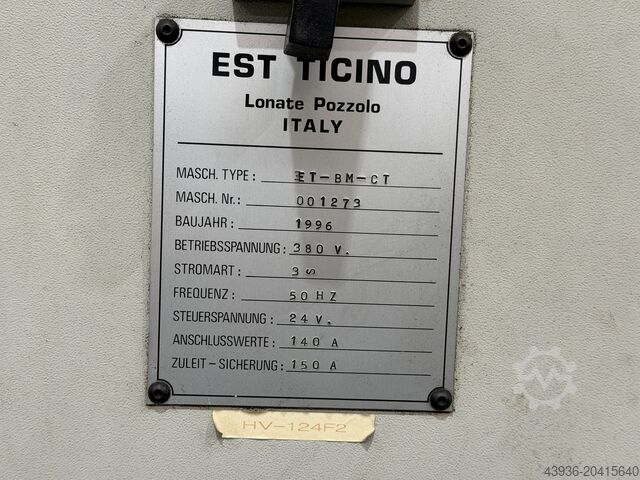 EST TICINO
Lonate Pozzolo
ITALY
MASCH. TYPE : ET-BM-CT
MASCH. Nr.: 001273
BAUJAHR : 1996
BETRIEBSSPANNUNG : 380 V.
STROMART : 3 S
FREQUENZ : 50 HZ
STEUERSPANNUNG : 24 V.
ANSCHLUSSWERTE : 140 A
ZULEIT-SICHERUNG : 150 A
HV-124F2
43936-20415640